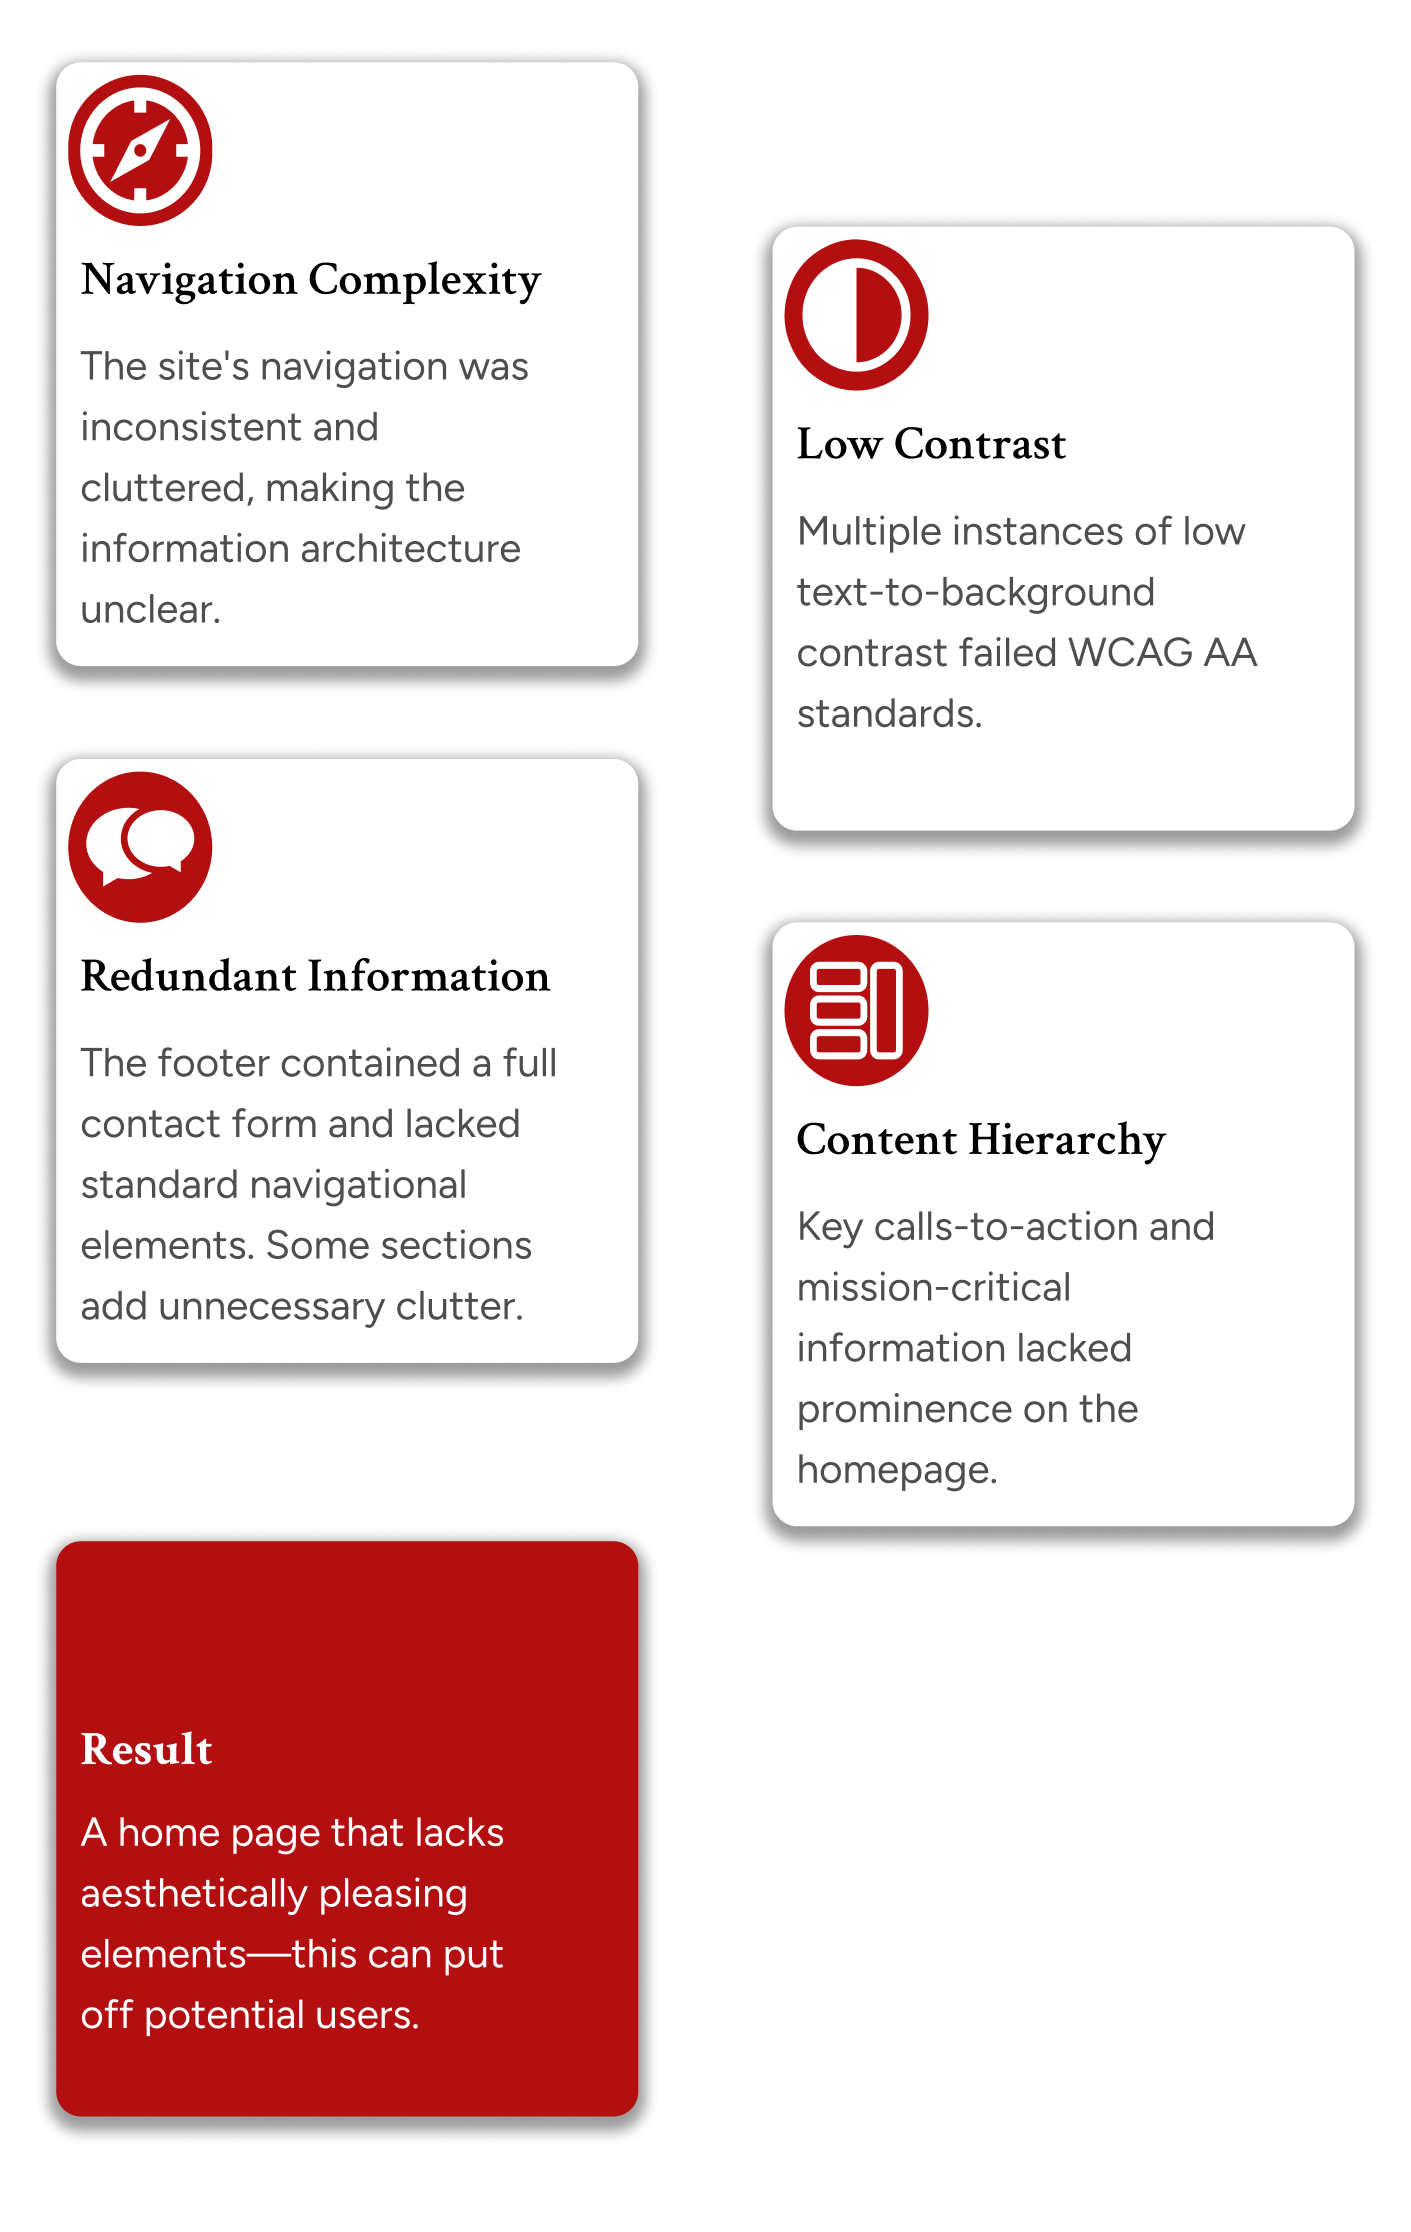 Navigation Complexity
The site's navigation was
inconsistent and
cluttered, making the
information architecture
unclear.
Low Contrast
Multiple instances of low
text-to-background
contrast failed WCAG AA
standards.
Redundant Information
The footer contained a full
contact form and lacked
standard navigational
elements. Some sections
add unnecessary clutter.
Content Hierarchy
Key calls-to-action and
mission-critical
information lacked
prominence on the
homepage.
Result
A home page that lacks
aesthetically pleasing
elements—this can put
off potential users.